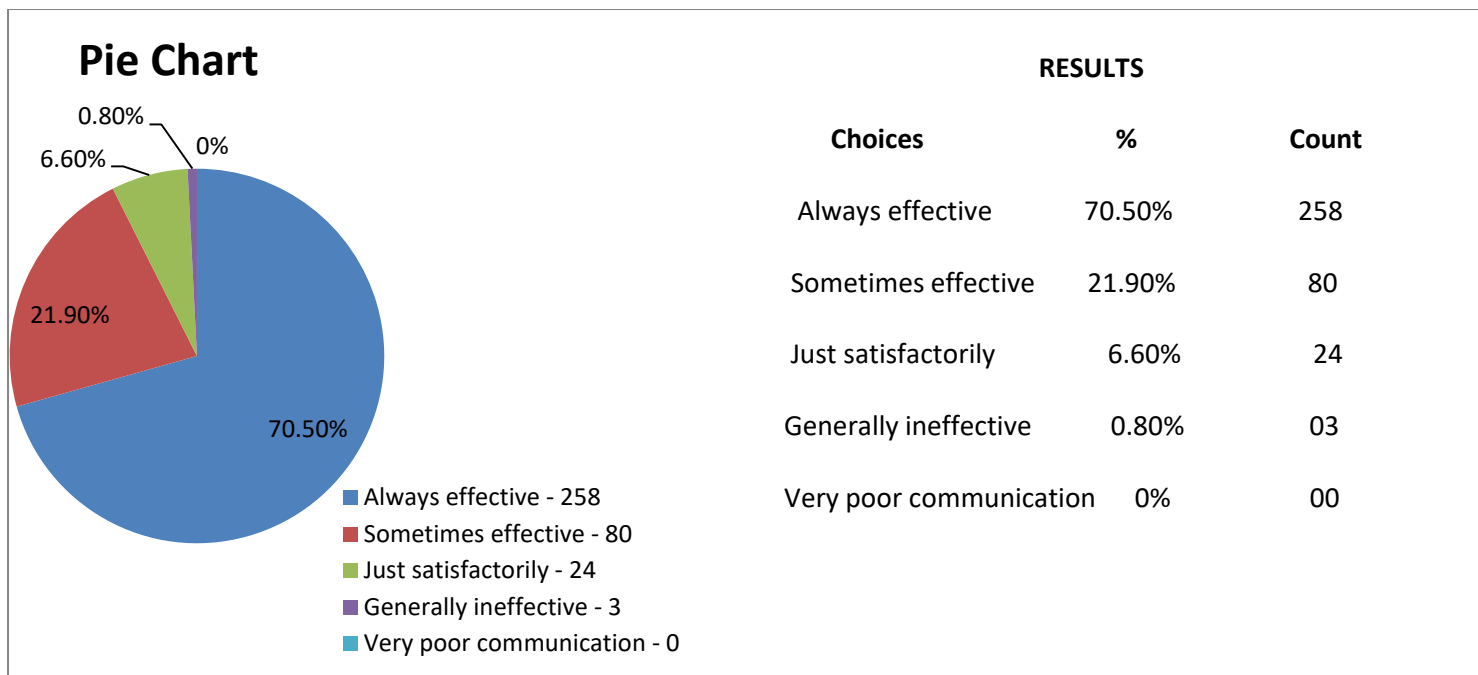 Pie Chart
0.80%
0%
6.60%
21.90%
70.50%
Always effective - 258
Sometimes effective - 80
Just satisfactorily - 24
Generally ineffective - 3
Very poor communication - 0
RESULTS
Choices % Count
Always effective 70.50% 258
Sometimes effective 21.90% 80
Just satisfactorily 6.60% 24
Generally ineffective 0.80% 03
Very poor communication 0% 00